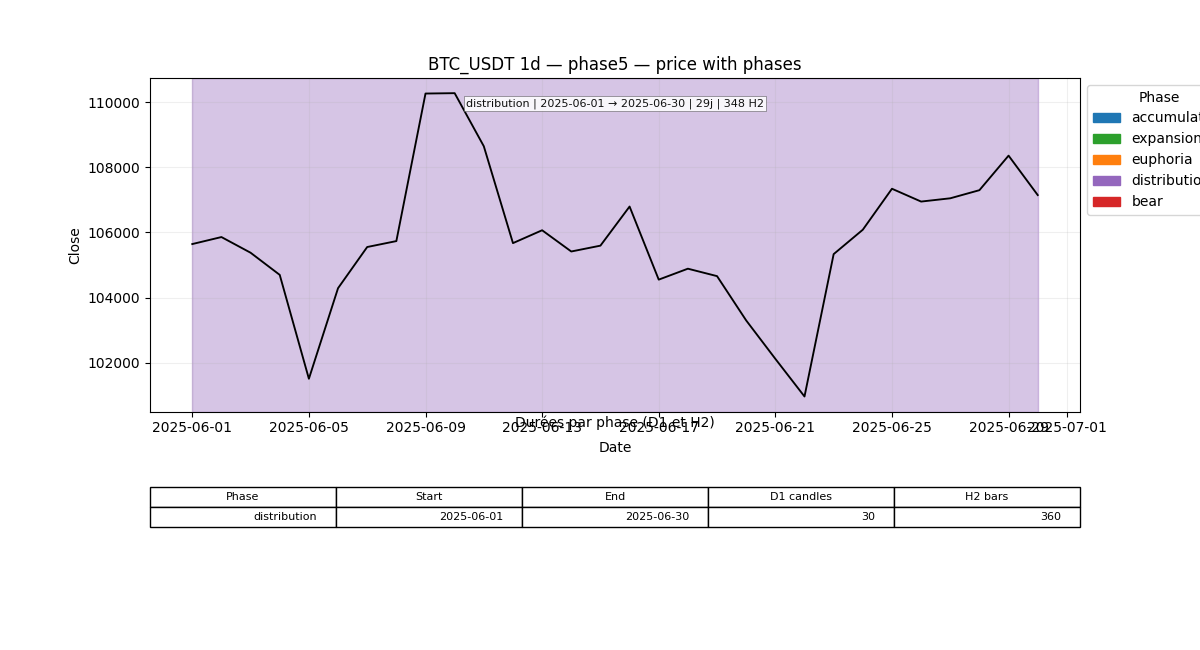 BTC_USDT 1d — phase5 — price with phases
110000
108000
106000
104000
102000
Close
distribution | 2025-06-01 → 2025-06-30 | 29j | 348 H2
Phase
accumulat
expansion
euphoria
distributio
bear
Durées par phase (D1 et H2)
2025-06-01 2025-06-05 2025-06-09 2025-06-13 2025-06-17 2025-06-21 2025-06-25 2025-06-29 2025-07-01
Date
Phase Start End D1 candles H2 bars
distribution 2025-06-01 2025-06-30 30 360